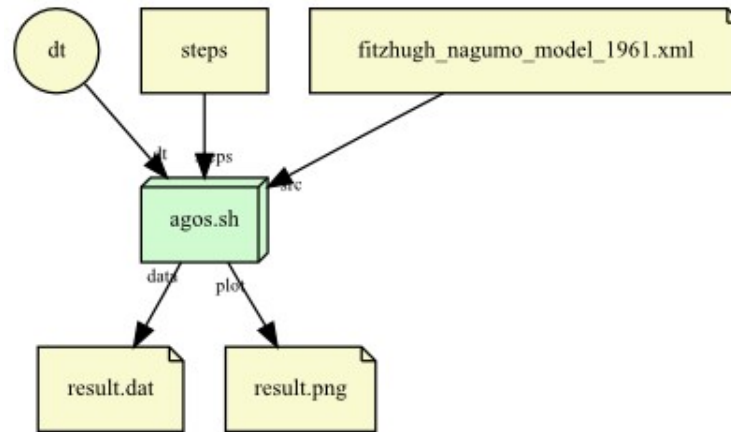 dt
steps
fitzhugh_nagumo_model_1961.xml
dt
steps
src
agos.sh
data
plot
result.dat
result.png